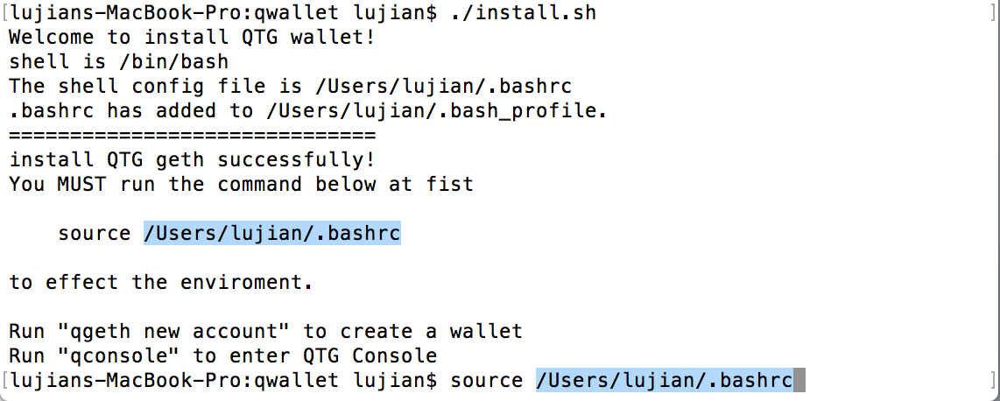 [lujians-MacBook-Pro:qwallet lujian$ ./install.sh ]
Welcome to install QTG wallet!
shell is /bin/bash
The shell config file is /Users/lujian/.bashrc
.bashrc has added to /Users/lujian/.bash_profile.
==============================
install QTG geth successfully!
You MUST run the command below at fist
source /Users/lujian/.bashrc
to effect the enviroment.
Run "qgeth new account" to create a wallet
Run "qconsole" to enter QTG Console
[lujians-MacBook-Pro:qwallet lujian$ source /Users/lujian/.bashrc ]